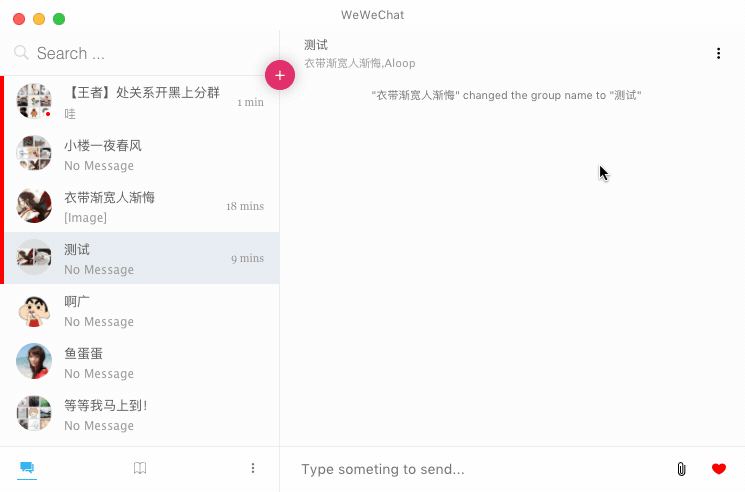 WeWeChat
Search ...
【王者】处关系开黑上分群
哇
1 min
小楼一夜春风
No Message
衣带渐宽人渐悔
[Image]
18 mins
测试
No Message
9 mins
啊广
No Message
鱼蛋蛋
No Message
等等我马上到！
No Message
测试
衣带渐宽人渐悔,Aloop
"衣带渐宽人渐悔" changed the group name to "测试"
Type someting to send...